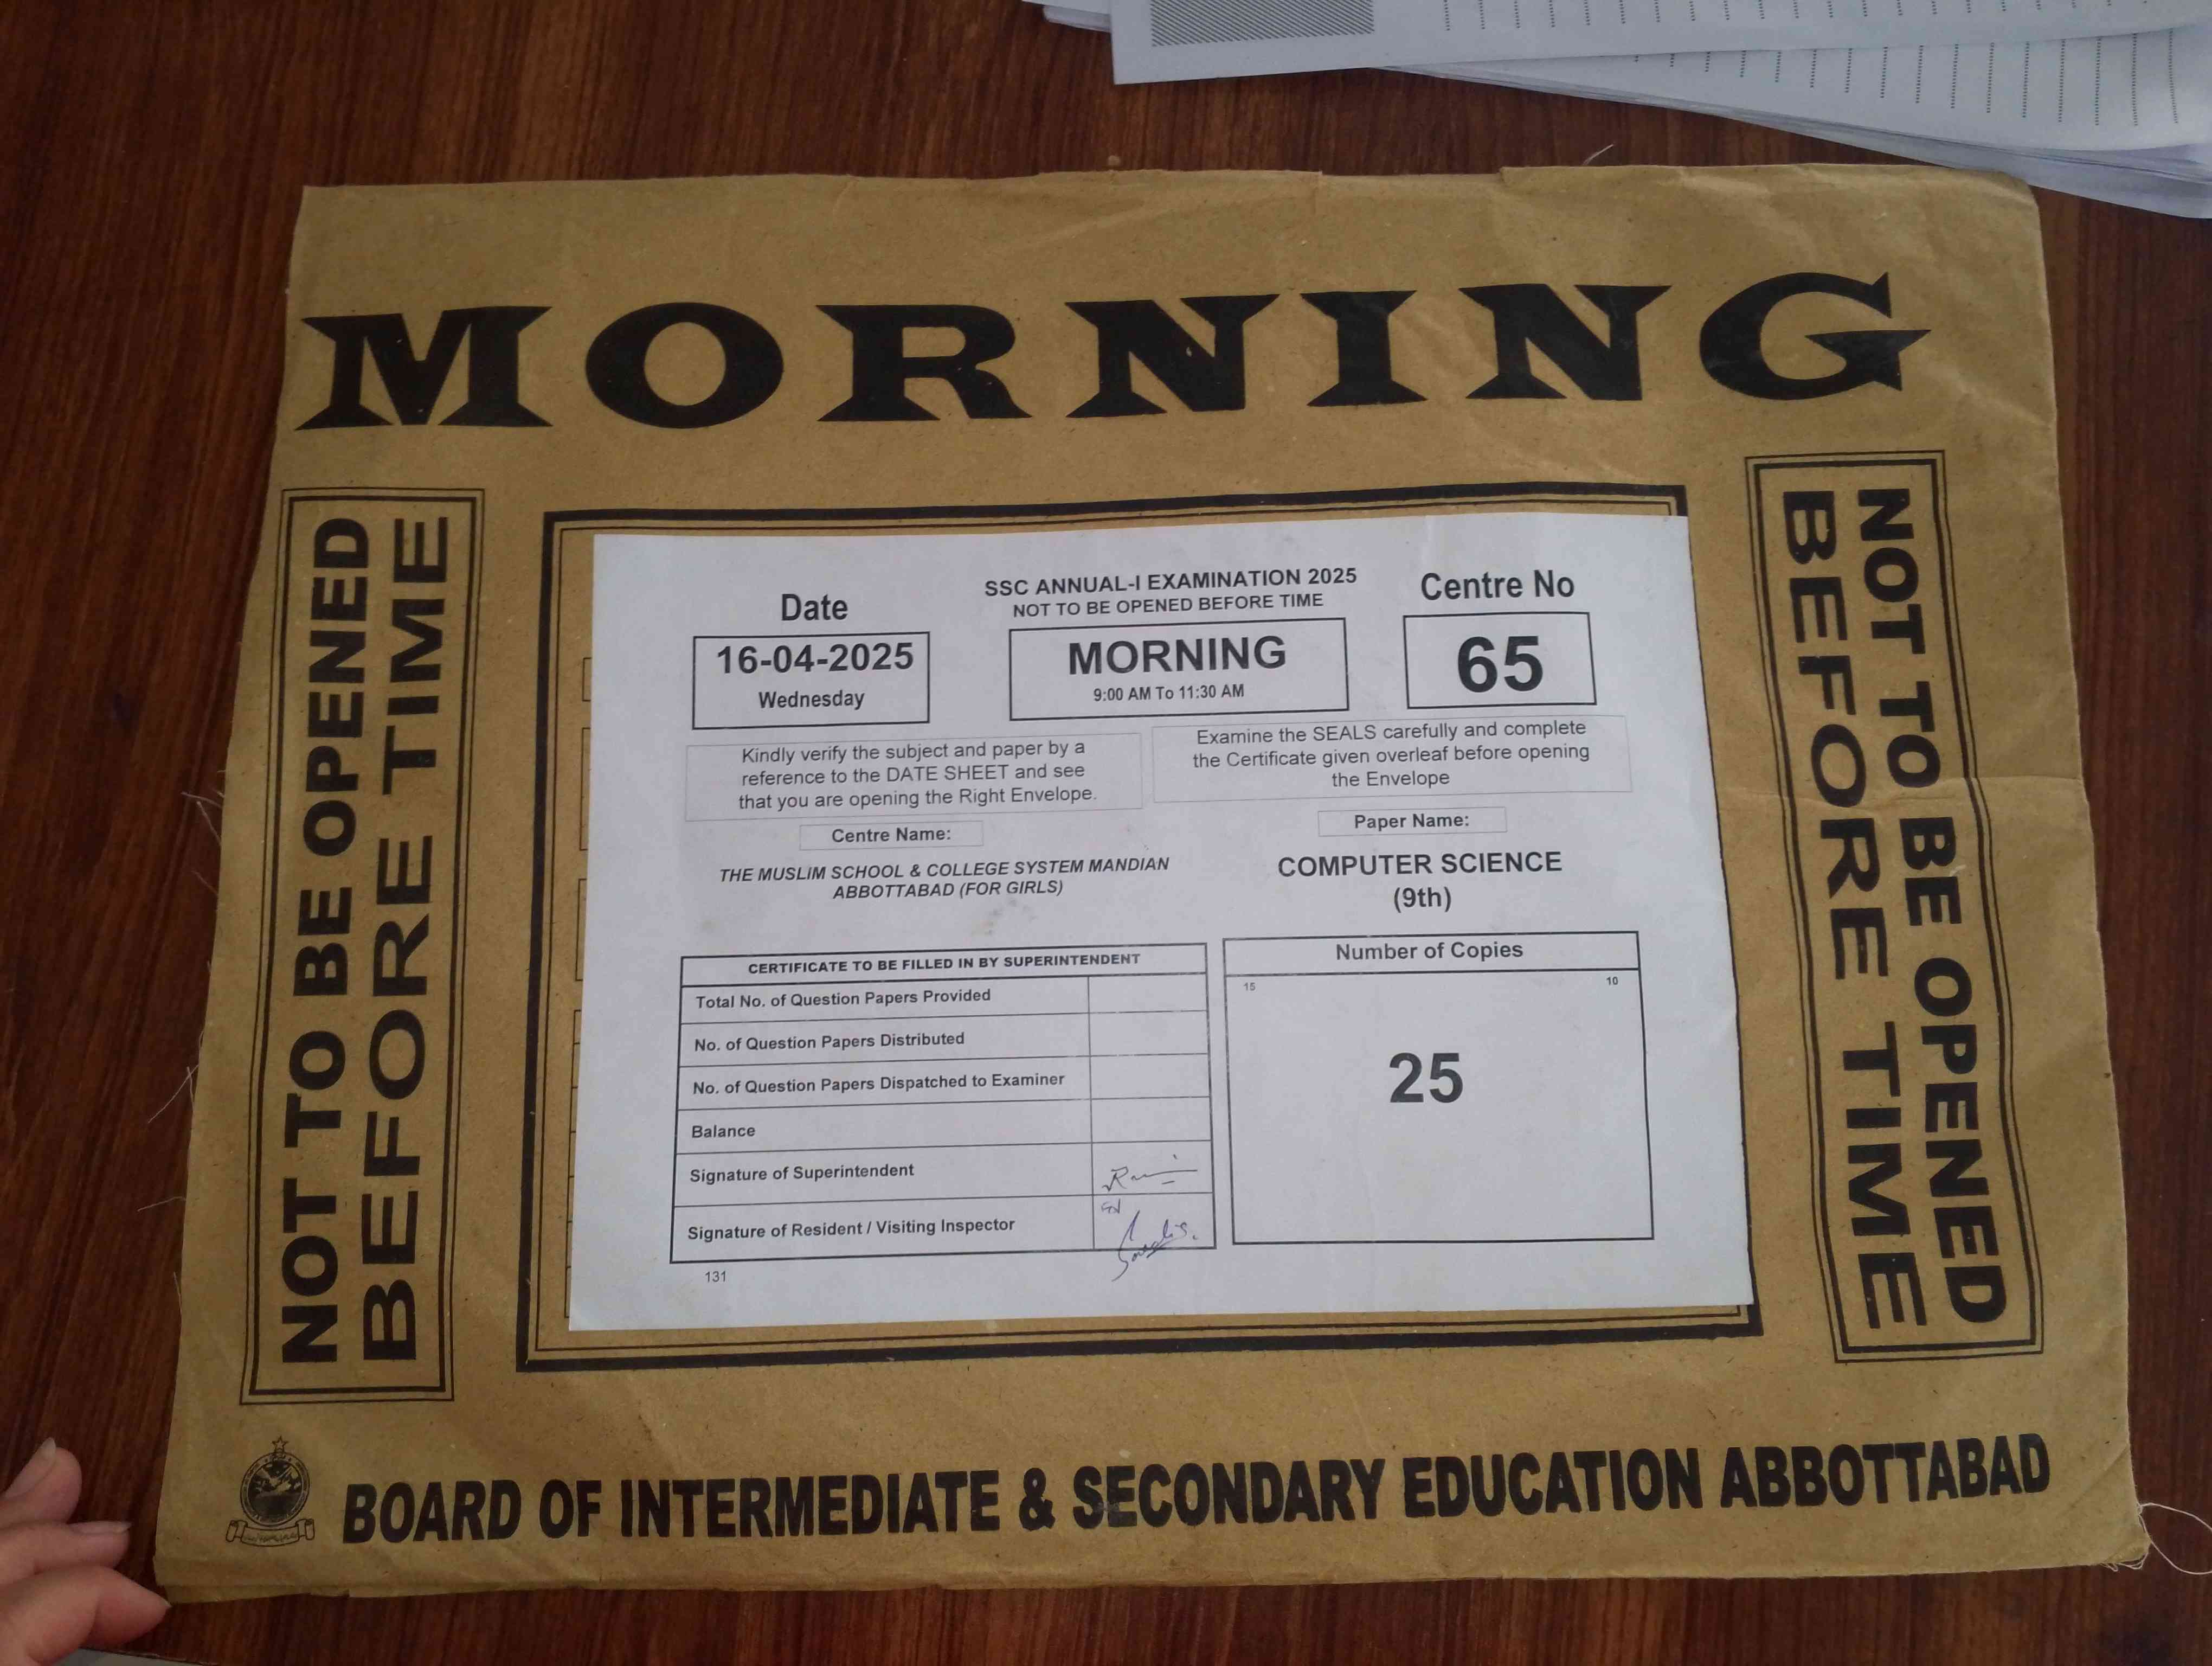 MORNING
NOT TO BE OPENED
BEFORE TIME
SSC ANNUAL-I EXAMINATION 2025
NOT TO BE OPENED BEFORE TIME
Date
16-04-2025
Wednesday
MORNING
9:00 AM To 11:30 AM
Centre No
65
Kindly verify the subject and paper by a
reference to the DATE SHEET and see
that you are opening the Right Envelope.
Examine the SEALS carefully and complete
the Certificate given overleaf before opening
the Envelope
Centre Name:
THE MUSLIM SCHOOL & COLLEGE SYSTEM MANDIAN
ABBOTTABAD (FOR GIRLS)
Paper Name:
COMPUTER SCIENCE
(9th)
CERTIFICATE TO BE FILLED IN BY SUPERINTENDENT
Total No. of Question Papers Provided
No. of Question Papers Distributed
No. of Question Papers Dispatched to Examiner
Balance
Signature of Superintendent
Signature of Resident / Visiting Inspector
131
Number of Copies
15 10
25
NOT TO BE OPENED
BEFORE TIME
BOARD OF INTERMEDIATE & SECONDARY EDUCATION ABBOTTABAD